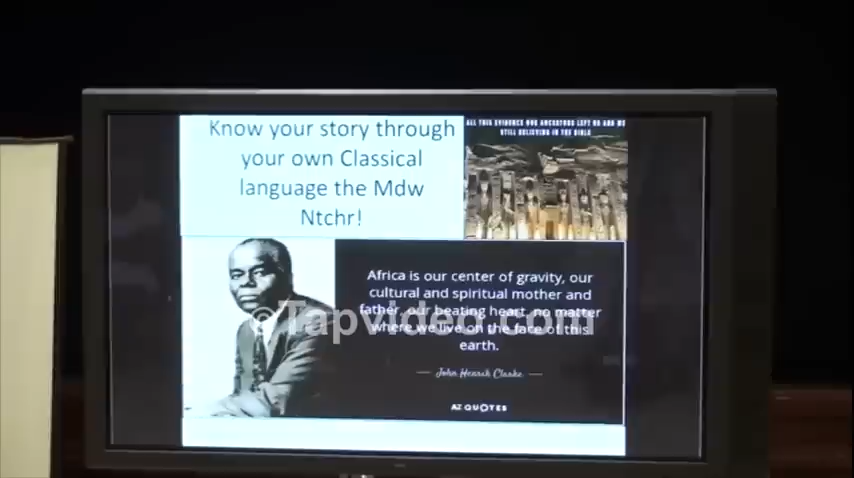 Know your story through
your own Classical
language the Mdw
Ntchr!
ALL THIS EVIDENCE OUR ANCESTORS LEFT US AND WE
STILL BELIEVING IN THE BIBLE
Africa is our center of gravity, our
cultural and spiritual mother and
father, our beating heart, no matter
where we live on the face of this
earth.
— John Henrik Clarke —
AZ QUOTES
©Tapvideo.com